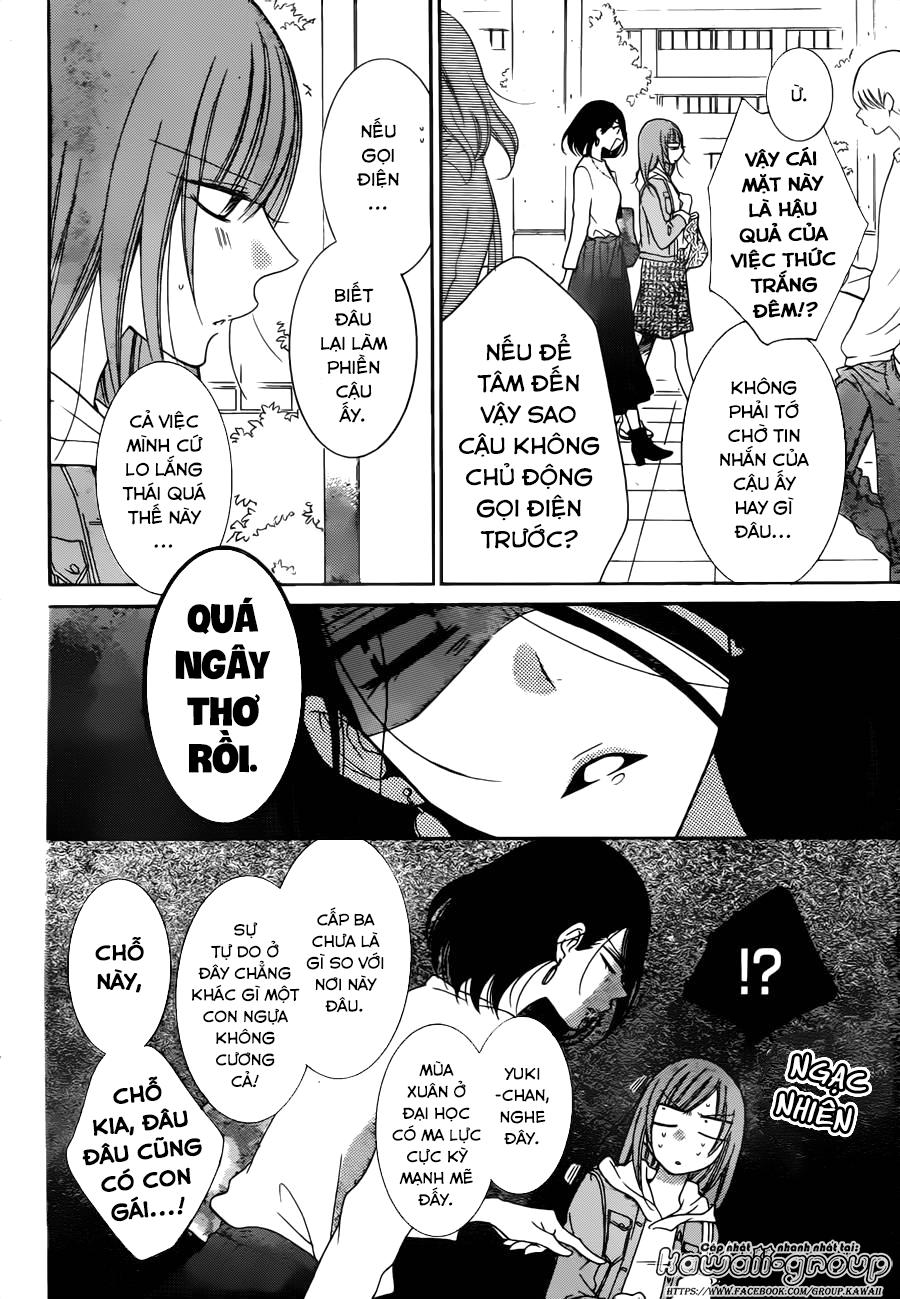 Ừ.
VẬY CÁI
MẶT NÀY
LÀ HẬU
QUẢ CỦA
VIỆC THỨC
TRẮNG
ĐÊM!?
KHÔNG
PHẢI TỚ
CHỜ TIN
NHẮN CỦA
CẬU ẤY
HAY GÌ
ĐÂU...
NẾU ĐỂ
TÂM ĐẾN
VẬY SAO
CẬU KHÔNG
CHỦ ĐỘNG
GỌI ĐIỆN
TRƯỚC?
NẾU
GỌI
ĐIỆN
...
BIẾT
ĐÂU
LẠI LÀM
PHIỀN
CẬU
ẤY.
CẢ VIỆC
MÌNH CỨ
LO LẮNG
THÁI QUÁ
THẾ NÀY
...
QUÁ
NGÂY
THƠ
RỒI.
!?
NGẠC
NHIÊN
YUKI
-CHAN,
NGHE
ĐÂY.
MÙA
XUÂN Ở
ĐẠI HỌC
CÓ MA LỰC
CỰC KỲ
MẠNH MẼ
ĐẤY.
CẤP BA
CHƯA LÀ
GÌ SO VỚI
NƠI NÀY
ĐÂU.
SỰ
TỰ DO Ở
ĐÂY CHẲNG
KHÁC GÌ MỘT
CON NGỰA
KHÔNG
CƯƠNG
CẢ!
CHỖ
NÀY,
CHỖ
KIA, ĐÂU
ĐÂU CŨNG
CÓ CON
GÁI...!
Cập nhật nhanh nhất tại:
Kawaii-group
HTTPS://WWW.FACEBOOK.COM/GROUP.KAWAII